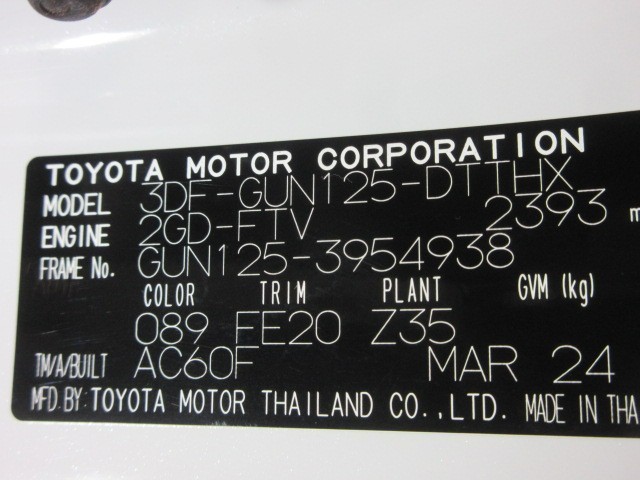 TOYOTA MOTOR CORPORATION
MODEL 3DF-GUN125-DTTHX
ENGINE 2GD-FTV 2393 m
FRAME No. GUN125-3954938
COLOR TRIM PLANT GVM (kg)
089 FE20 Z35
TM/A/BUILT AC60F MAR 24
MFD.BY:TOYOTA MOTOR THAILAND CO.,LTD. MADE IN THA